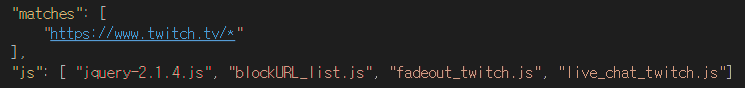 "matches": [
"https://www.twitch.tv/*"
],
"js": [ "jquery-2.1.4.js", "blockURL_list.js", "fadeout_twitch.js", "live_chat_twitch.js"]